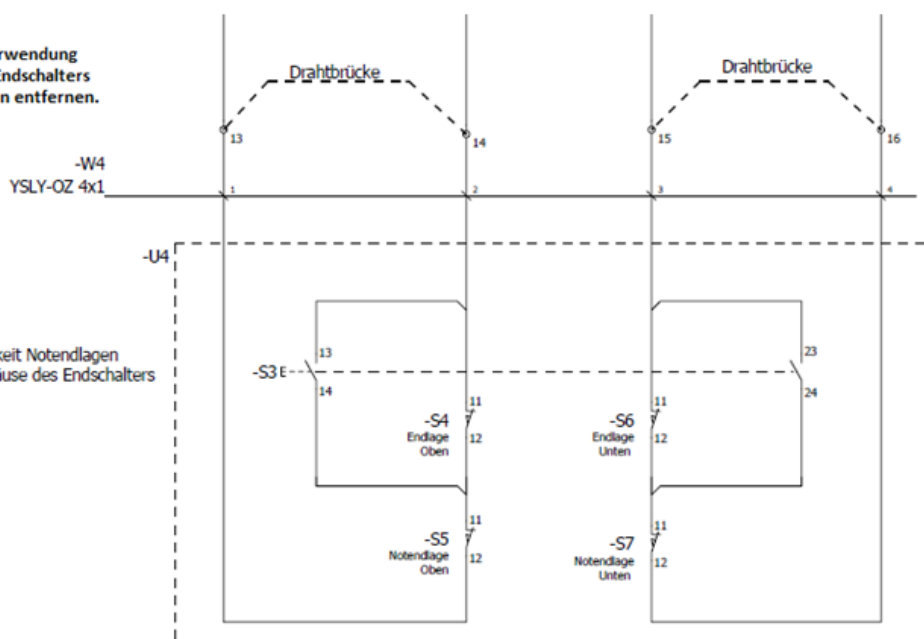 rwendung
Endschalters
n entfernen.
Drahtbrücke
Drahtbrücke
13
14
15
16
-W4
YSLY-OZ 4x1
1
2
3
4
-U4
keit Notendlagen
äuse des Endschalters
-S3 E
13
14
23
24
-S4
Endlage
Oben
11
12
-S6
Endlage
Unten
11
12
-S5
Notendlage
Oben
11
12
-S7
Notendlage
Unten
11
12